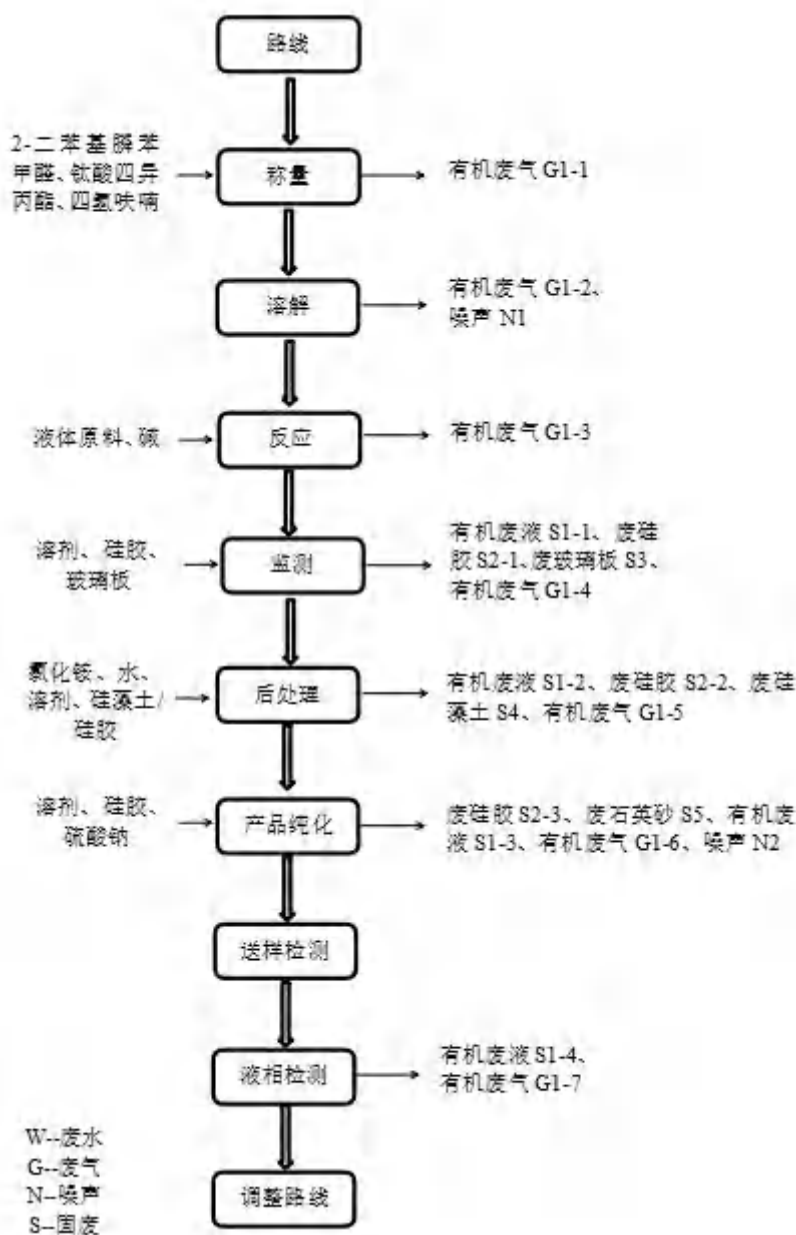 路线
2-二苯基膦苯
甲醛、钛酸四异
丙酯、四氢呋喃
称量
有机废气 G1-1
溶解
有机废气 G1-2、
噪声 N1
液体原料、碱
反应
有机废气 G1-3
溶剂、硅胶、
玻璃板
监测
有机废液 S1-1、废硅
胶 S2-1、废玻璃板 S3、
有机废气 G1-4
氯化铵、水、
溶剂、硅藻土/
硅胶
后处理
有机废液 S1-2、废硅胶 S2-2、废硅
藻土 S4、有机废气 G1-5
溶剂、硅胶、
硫酸钠
产品纯化
废硅胶 S2-3、废石英砂 S5、有机废
液 S1-3、有机废气 G1-6、噪声 N2
送样检测
液相检测
有机废液 S1-4、
有机废气 G1-7
调整路线
W--废水
G--废气
N--噪声
S--固废